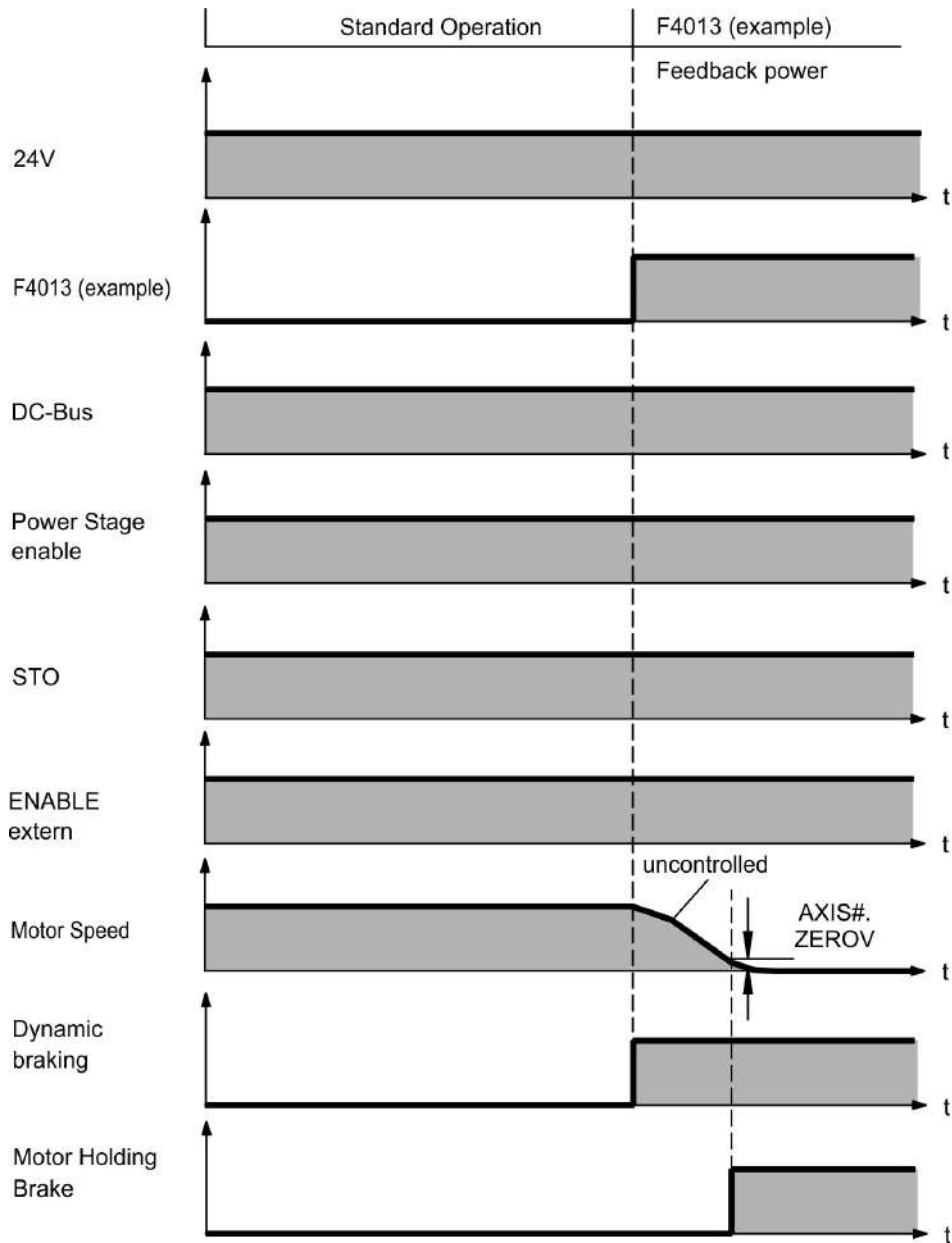 Standard Operation
F4013 (example)
Feedback power
24V
t
F4013 (example)
t
DC-Bus
t
Power Stage
enable
t
STO
t
ENABLE
extern
t
uncontrolled
AXIS#.
ZEROV
Motor Speed
t
Dynamic
braking
t
Motor Holding
Brake
t